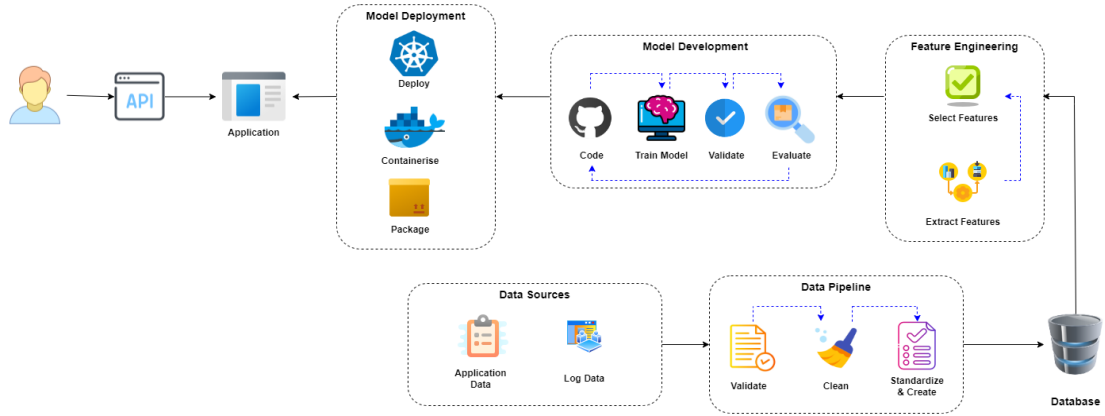 Model Deployment
Deploy
Containerise
Package
API
Application
Model Development
Code
Train Model
Validate
Evaluate
Feature Engineering
Select Features
Extract Features
Data Sources
Application
Data
Log Data
Data Pipeline
Validate
Clean
Standardize
& Create
Database